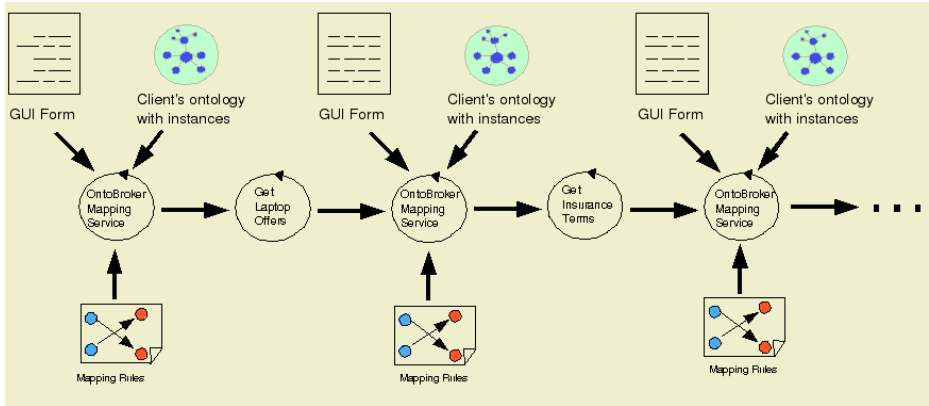 GUI Form
Client's ontology
with instances
GUI Form
Client's ontology
with instances
GUI Form
Client's ontology
with instances
OntoBroker
Mapping
Service
Get
Laptop
Offers
OntoBroker
Mapping
Service
Get
Insurance
Terms
OntoBroker
Mapping
Service
Mapping Rules
Mapping Rules
Mapping Rules